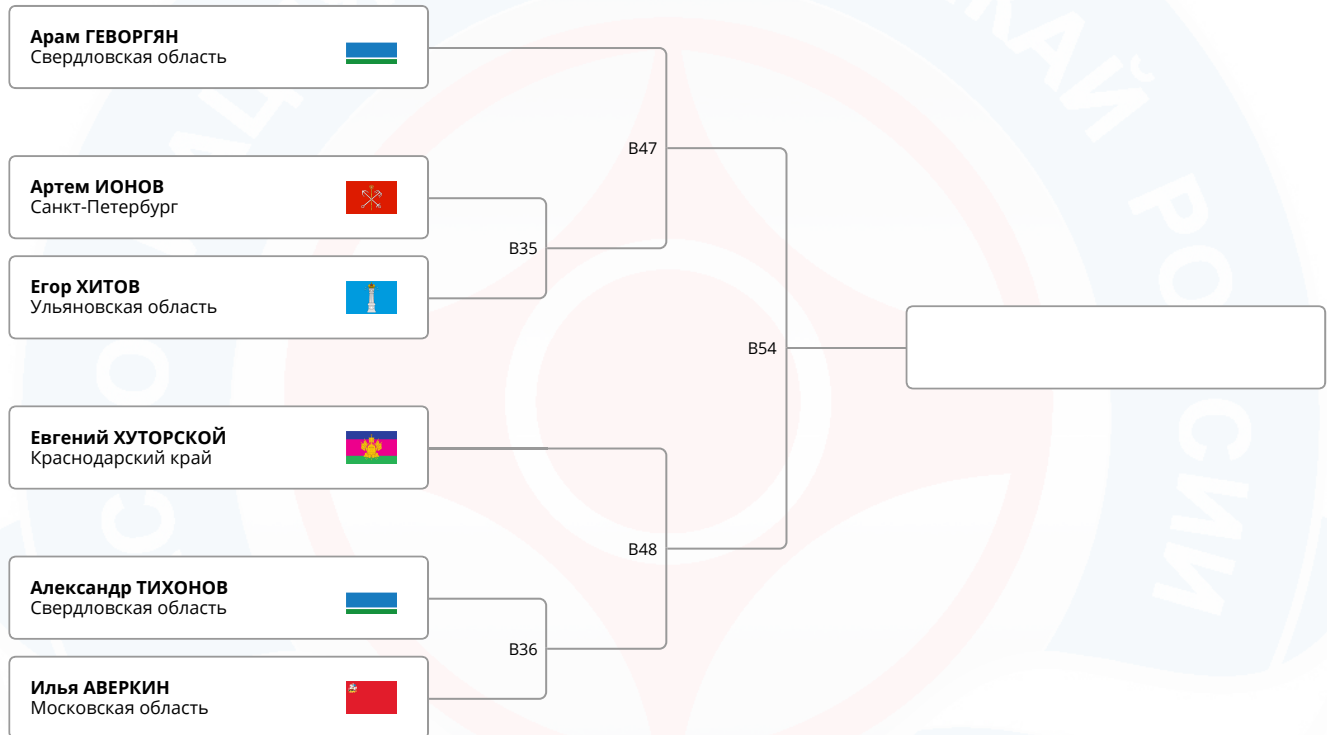 Арам ГЕВОРГЯН
Свердловская область
B47
Артем ИОНОВ
Санкт-Петербург
B35
Егор ХИТОВ
Ульяновская область
B54
Евгений ХУТОРСКОЙ
Краснодарский край
B48
Александр ТИХОНОВ
Свердловская область
B36
Илья АВЕРКИН
Московская область
РОССИИ